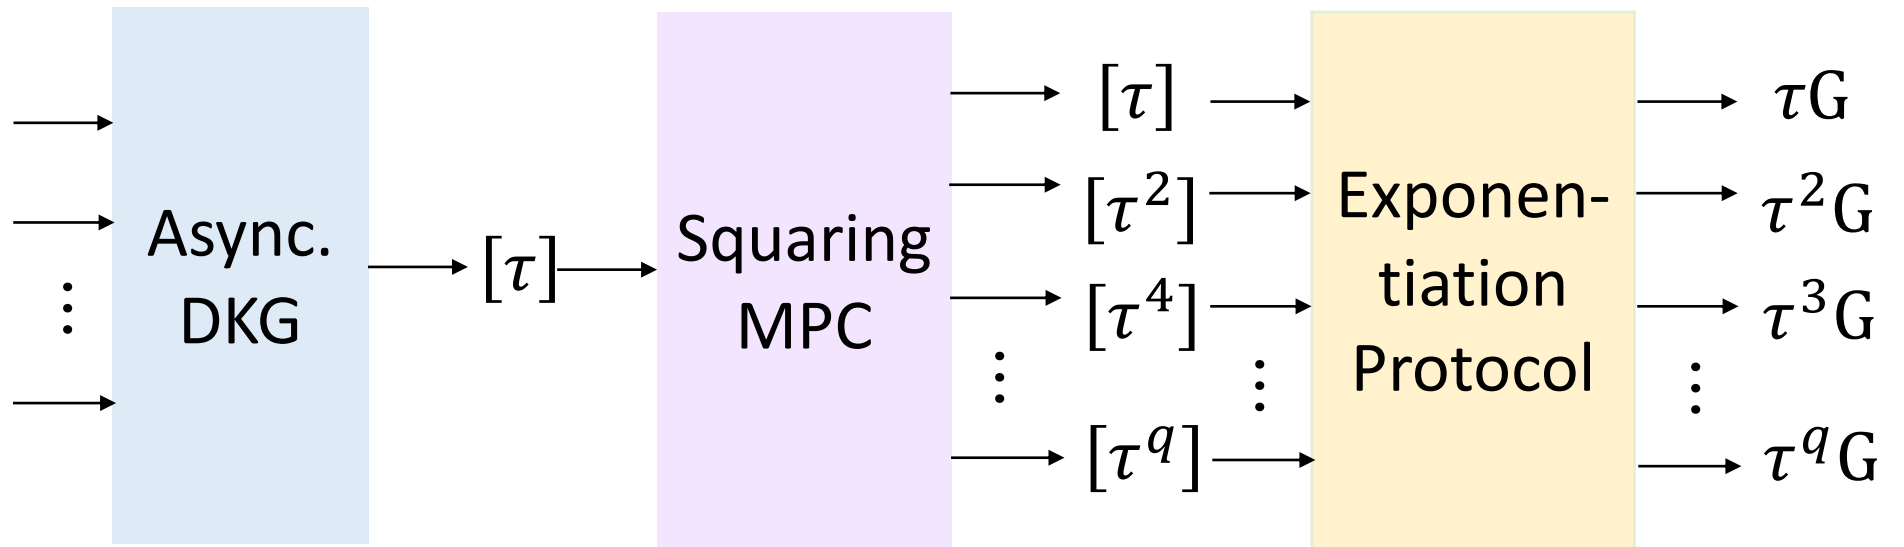 Async.
DKG
[τ]
Squaring
MPC
[τ]
[τ²]
[τ⁴]
⋮
[τ^q]
⋮
Exponen-
tiation
Protocol
τG
τ²G
τ³G
⋮
τ^qG